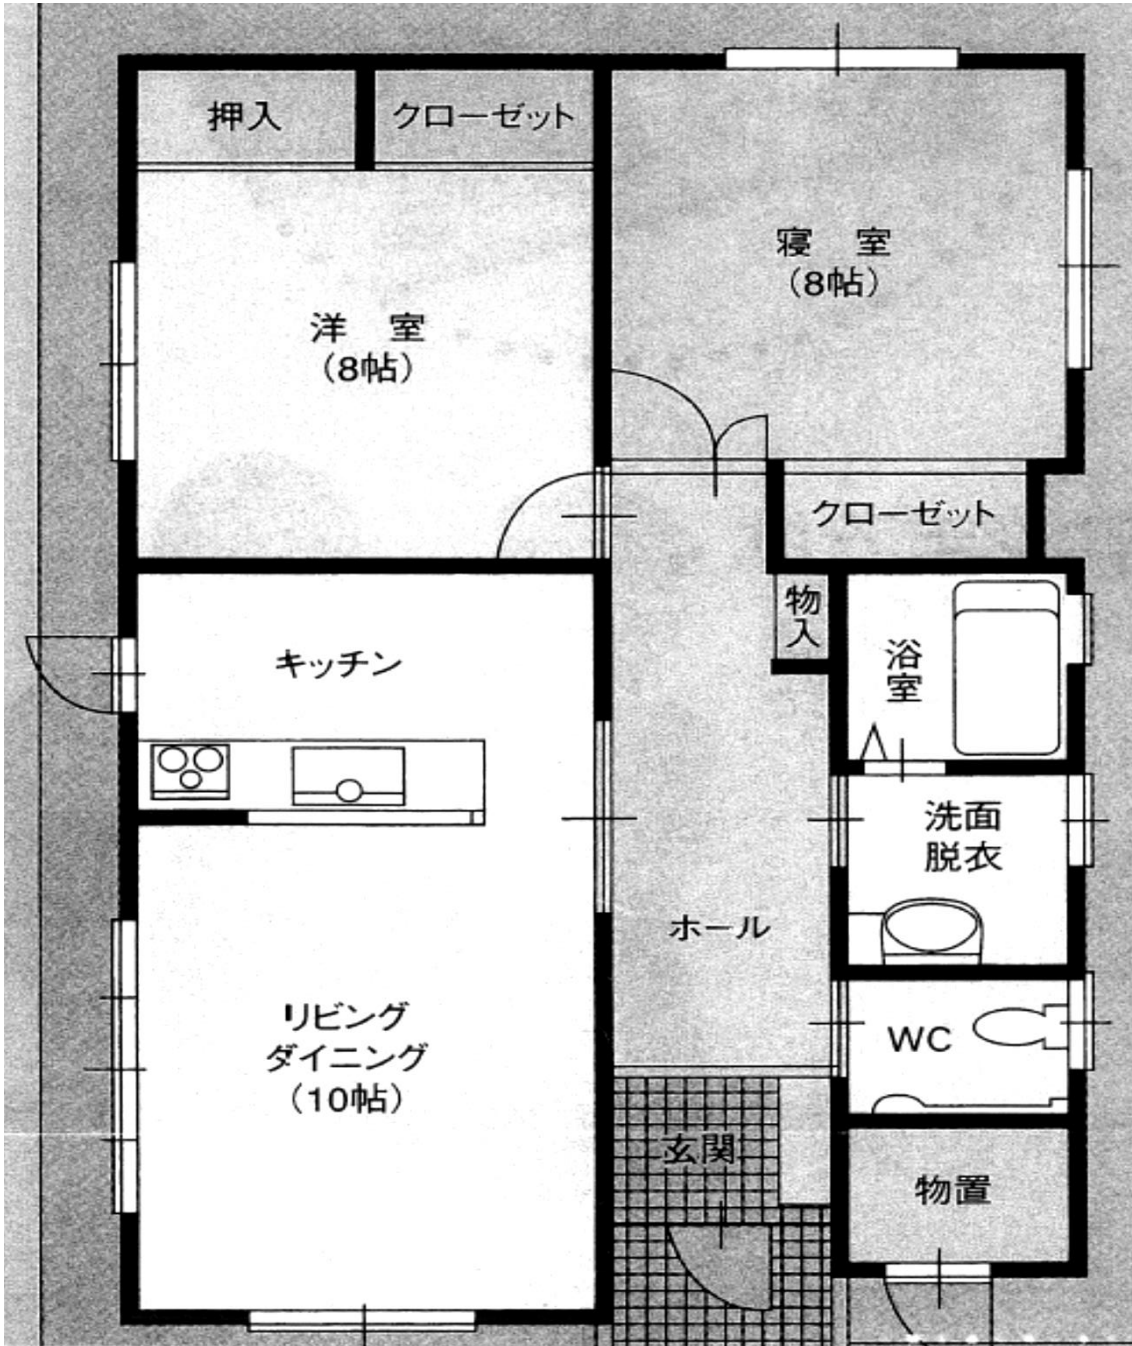 押入
クローゼット
寝 室
(8帖)
洋 室
(8帖)
クローゼット
物入
キッチン
浴室
洗面
脱衣
ホール
リビング
ダイニング
(10帖)
WC
玄関
物置